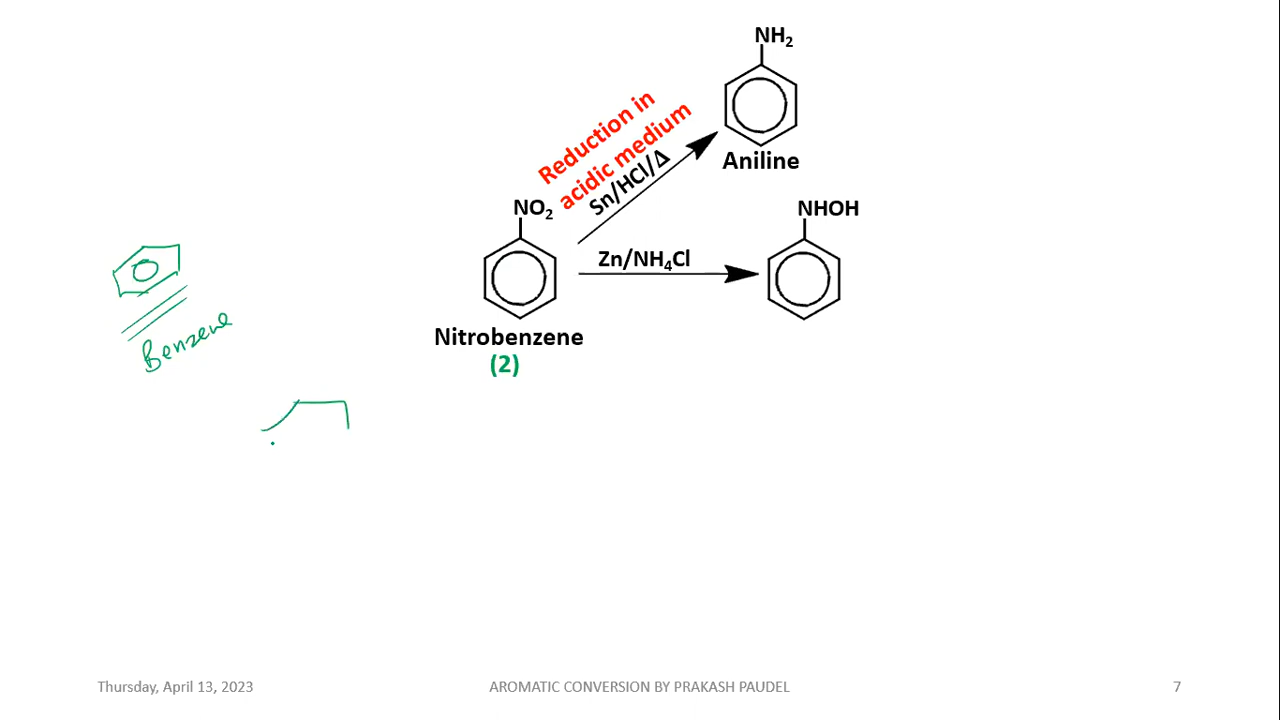 NH₂
Reduction in
acidic medium
Sn/HCl/Δ
Aniline
NO₂
NHOH
Zn/NH₄Cl
Benzene
Nitrobenzene
(2)
Thursday, April 13, 2023
AROMATIC CONVERSION BY PRAKASH PAUDEL
7